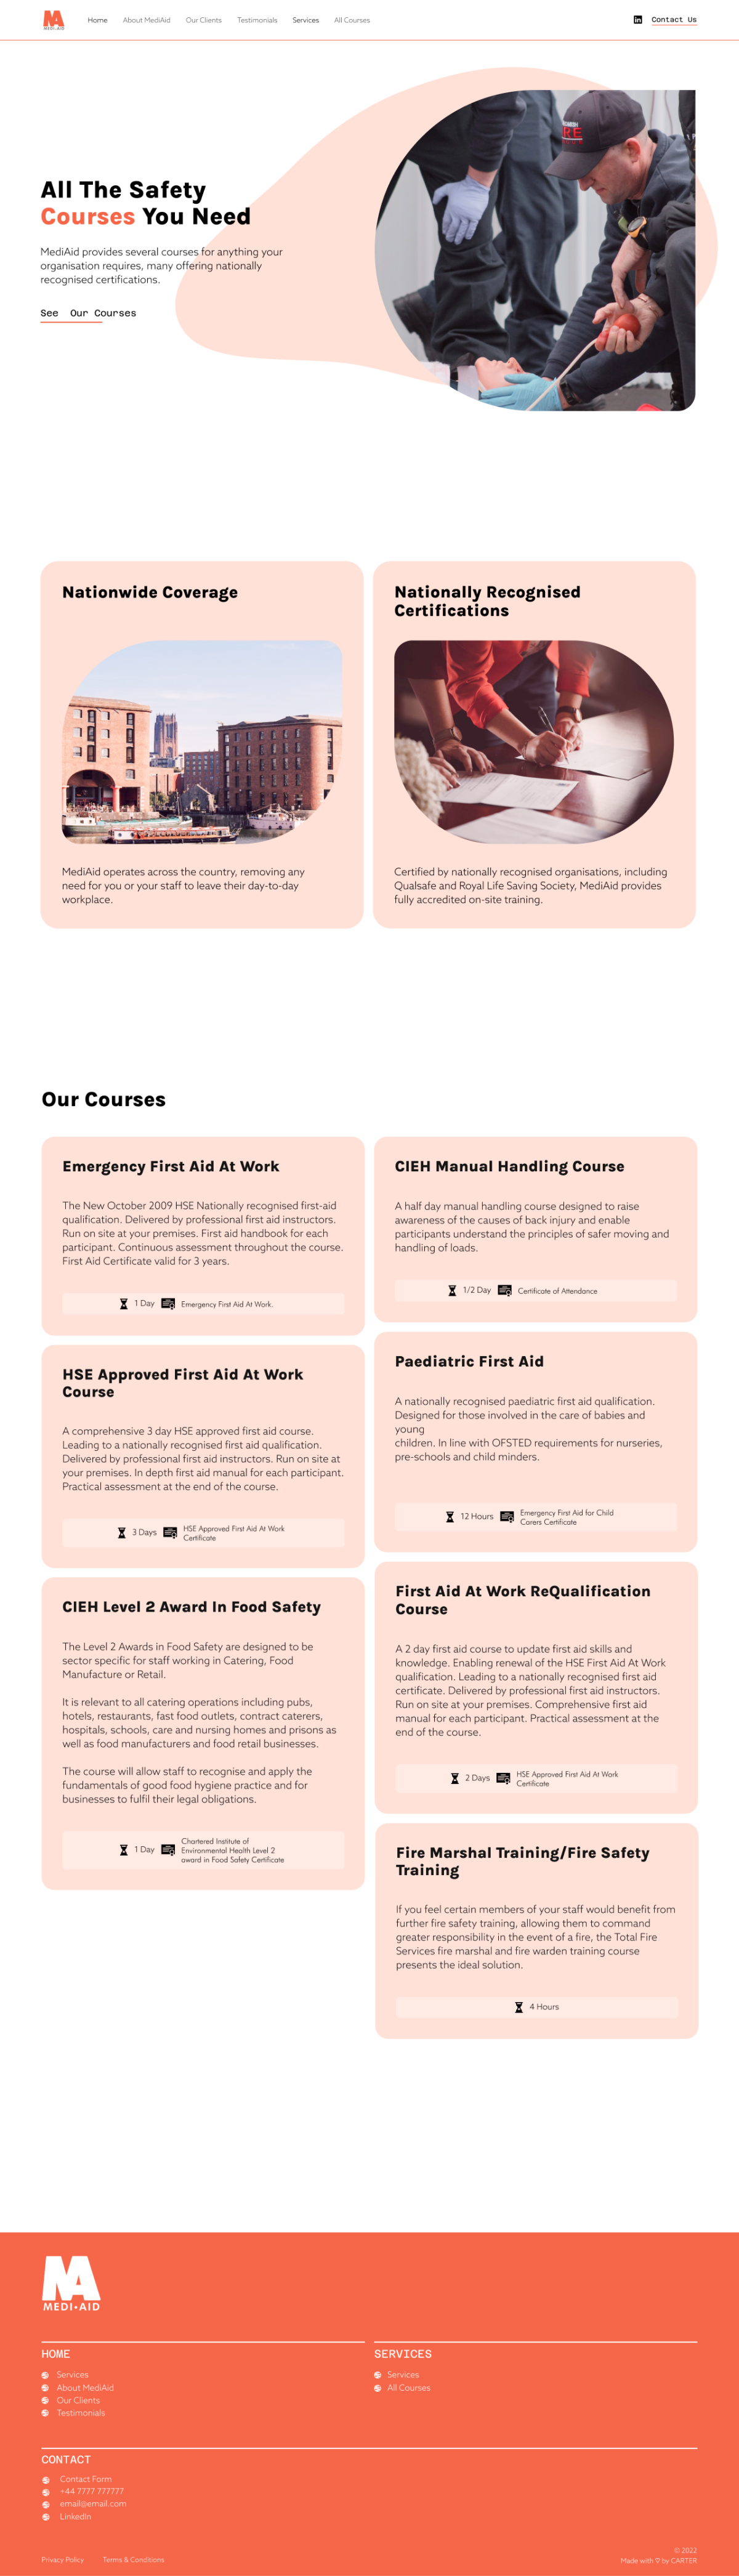 MEDI·AID
Home
About MediAid
Our Clients
Testimonials
Services
All Courses
in
Contact Us
All The Safety
Courses You Need
MediAid provides several courses for anything your
organisation requires, many offering nationally
recognised certifications.
See Our Courses
RE
Nationwide Coverage
MediAid operates across the country, removing any
need for you or your staff to leave their day-to-day
workplace.
Nationally Recognised
Certifications
Certified by nationally recognised organisations, including
Qualsafe and Royal Life Saving Society, MediAid provides
fully accredited on-site training.
Our Courses
Emergency First Aid At Work
The New October 2009 HSE Nationally recognised first-aid
qualification. Delivered by professional first aid instructors.
Run on site at your premises. First aid handbook for each
participant. Continuous assessment throughout the course.
First Aid Certificate valid for 3 years.
1 Day
Emergency First Aid At Work.
HSE Approved First Aid At Work
Course
A comprehensive 3 day HSE approved first aid course.
Leading to a nationally recognised first aid qualification.
Delivered by professional first aid instructors. Run on site at
your premises. In depth first aid manual for each participant.
Practical assessment at the end of the course.
3 Days
HSE Approved First Aid At Work
Certificate
CIEH Level 2 Award In Food Safety
The Level 2 Awards in Food Safety are designed to be
sector specific for staff working in Catering, Food
Manufacture or Retail.
It is relevant to all catering operations including pubs,
hotels, restaurants, fast food outlets, contract caterers,
hospitals, schools, care and nursing homes and prisons as
well as food manufacturers and food retail businesses.
The course will allow staff to recognise and apply the
fundamentals of good food hygiene practice and for
businesses to fulfil their legal obligations.
1 Day
Chartered Institute of
Environmental Health Level 2
award in Food Safety Certificate
CIEH Manual Handling Course
A half day manual handling course designed to raise
awareness of the causes of back injury and enable
participants understand the principles of safer moving and
handling of loads.
1/2 Day
Certificate of Attendance
Paediatric First Aid
A nationally recognised paediatric first aid qualification.
Designed for those involved in the care of babies and
young
children. In line with OFSTED requirements for nurseries,
pre-schools and child minders.
12 Hours
Emergency First Aid for Child
Carers Certificate
First Aid At Work ReQualification
Course
A 2 day first aid course to update first aid skills and
knowledge. Enabling renewal of the HSE First Aid At Work
qualification. Leading to a nationally recognised first aid
certificate. Delivered by professional first aid instructors.
Run on site at your premises. Comprehensive first aid
manual for each participant. Practical assessment at the
end of the course.
2 Days
HSE Approved First Aid At Work
Certificate
Fire Marshal Training/Fire Safety
Training
If you feel certain members of your staff would benefit from
further fire safety training, allowing them to command
greater responsibility in the event of a fire, the Total Fire
Services fire marshal and fire warden training course
presents the ideal solution.
4 Hours
MEDI·AID
HOME
Services
About MediAid
Our Clients
Testimonials
SERVICES
Services
All Courses
CONTACT
Contact Form
+44 7777 777777
email@email.com
LinkedIn
Privacy Policy
Terms & Conditions
© 2022
Made with ♡ by CARTER